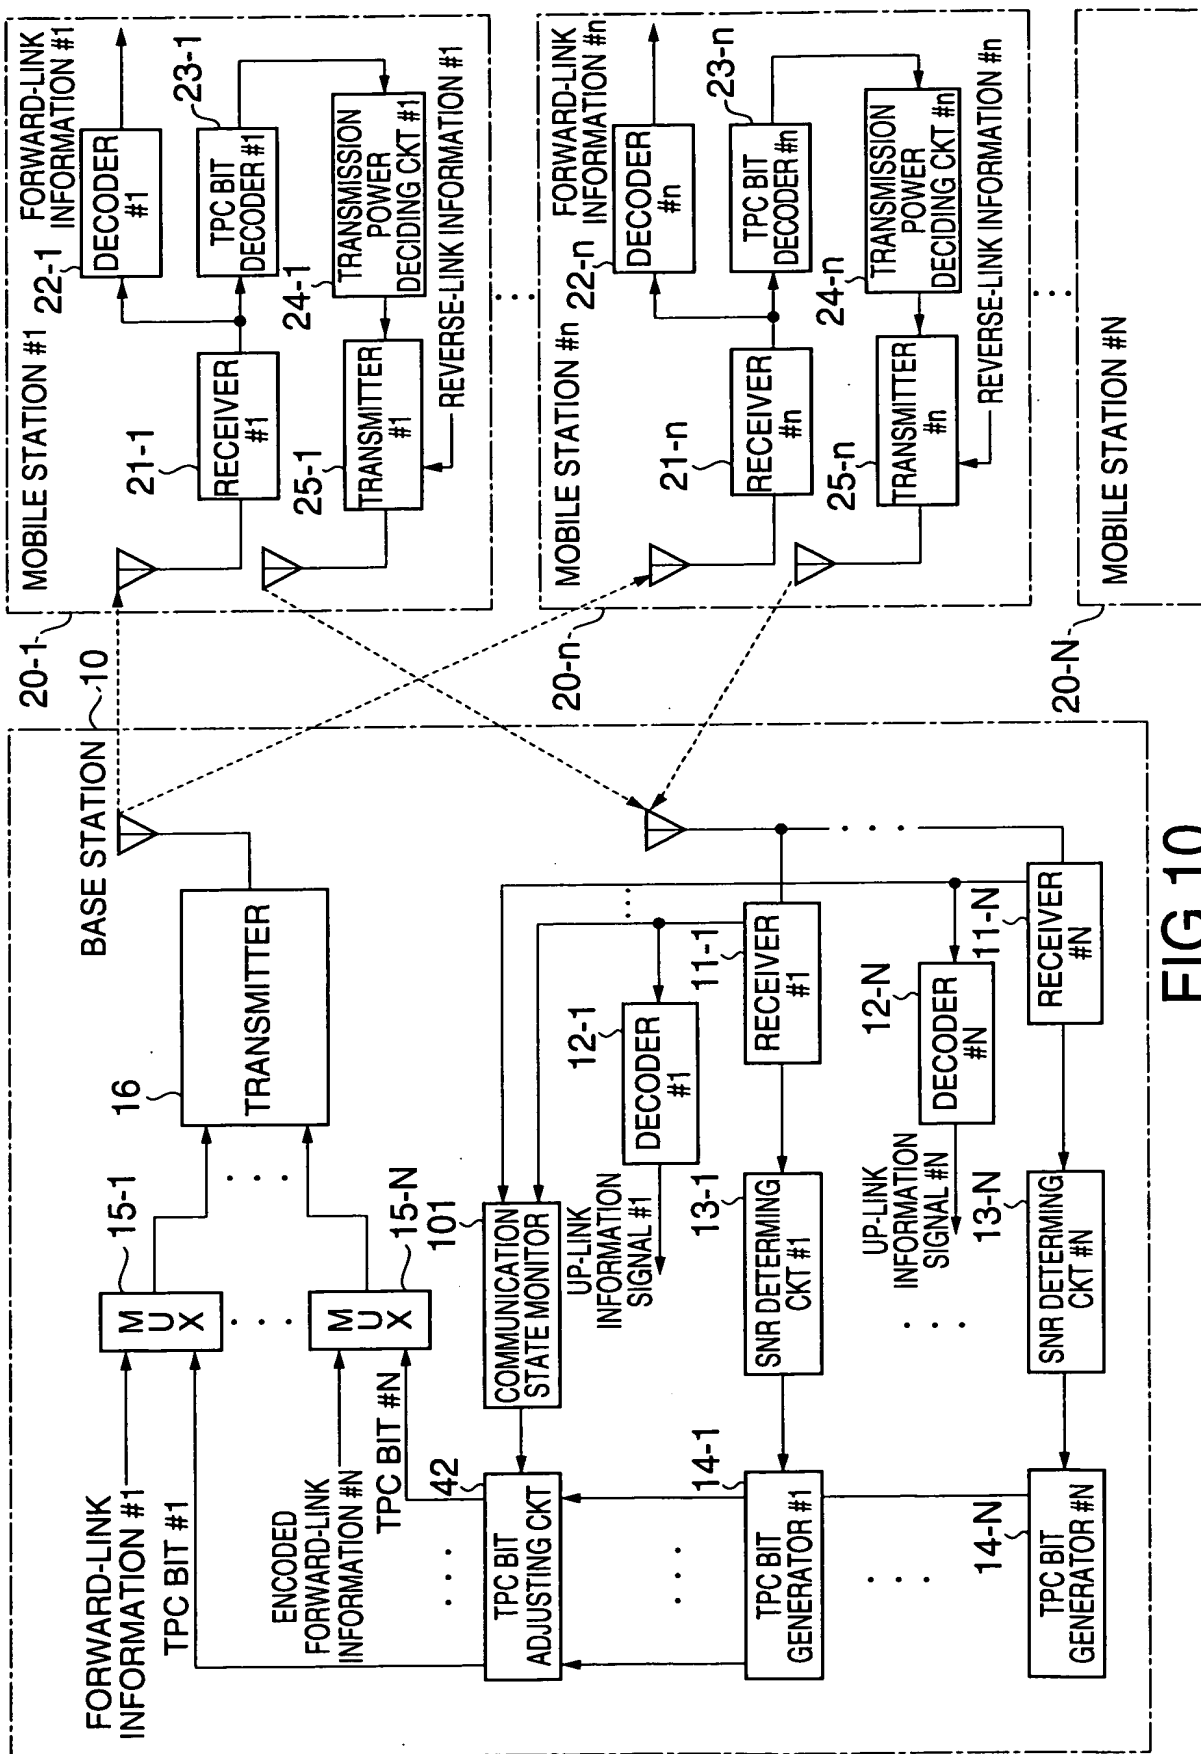 BASE STATION
10
FORWARD-LINK
INFORMATION #1
TPC BIT #1
15-1
M
U
X
16
TRANSMITTER
ENCODED
FORWARD-LINK
INFORMATION #N
TPC BIT #N
15-N
M
U
X
42
TPC BIT
ADJUSTING CKT
101
COMMUNICATION
STATE MONITOR
UP-LINK
INFORMATION
SIGNAL #1
12-1
DECODER
#1
14-1
TPC BIT
GENERATOR #1
13-1
SNR DETERMINING
CKT #1
11-1
RECEIVER
#1
UP-LINK
INFORMATION
SIGNAL #N
12-N
DECODER
#N
14-N
TPC BIT
GENERATOR #N
13-N
SNR DETERMINING
CKT #N
11-N
RECEIVER
#N
20-1
MOBILE STATION #1
21-1
RECEIVER
#1
22-1
DECODER
#1
FORWARD-LINK
INFORMATION #1
23-1
TPC BIT
DECODER #1
24-1
TRANSMISSION
POWER
DECIDING CKT #1
25-1
TRANSMITTER
#1
REVERSE-LINK INFORMATION #1
20-n
MOBILE STATION #n
21-n
RECEIVER
#n
22-n
DECODER
#n
FORWARD-LINK
INFORMATION #n
23-n
TPC BIT
DECODER #n
24-n
TRANSMISSION
POWER
DECIDING CKT #n
25-n
TRANSMITTER
#n
REVERSE-LINK INFORMATION #n
20-N
MOBILE STATION #N
FIG.10